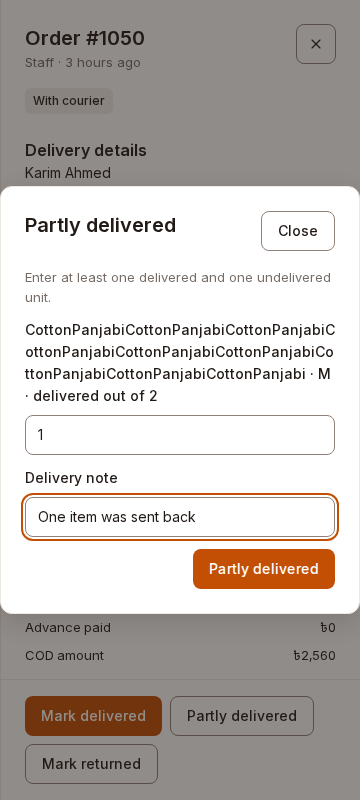 Order #1050
Staff · 3 hours ago
With courier
Delivery details
Karim Ahmed
Partly delivered
Close
Enter at least one delivered and one undelivered
unit.
CottonPanjabiCottonPanjabiCottonPanjabiC
ottonPanjabiCottonPanjabiCottonPanjabiCo
ttonPanjabiCottonPanjabiCottonPanjabi · M
· delivered out of 2
1
Delivery note
One item was sent back
Partly delivered
Advance paid ৳0
COD amount ৳2,560
Mark delivered Partly delivered
Mark returned